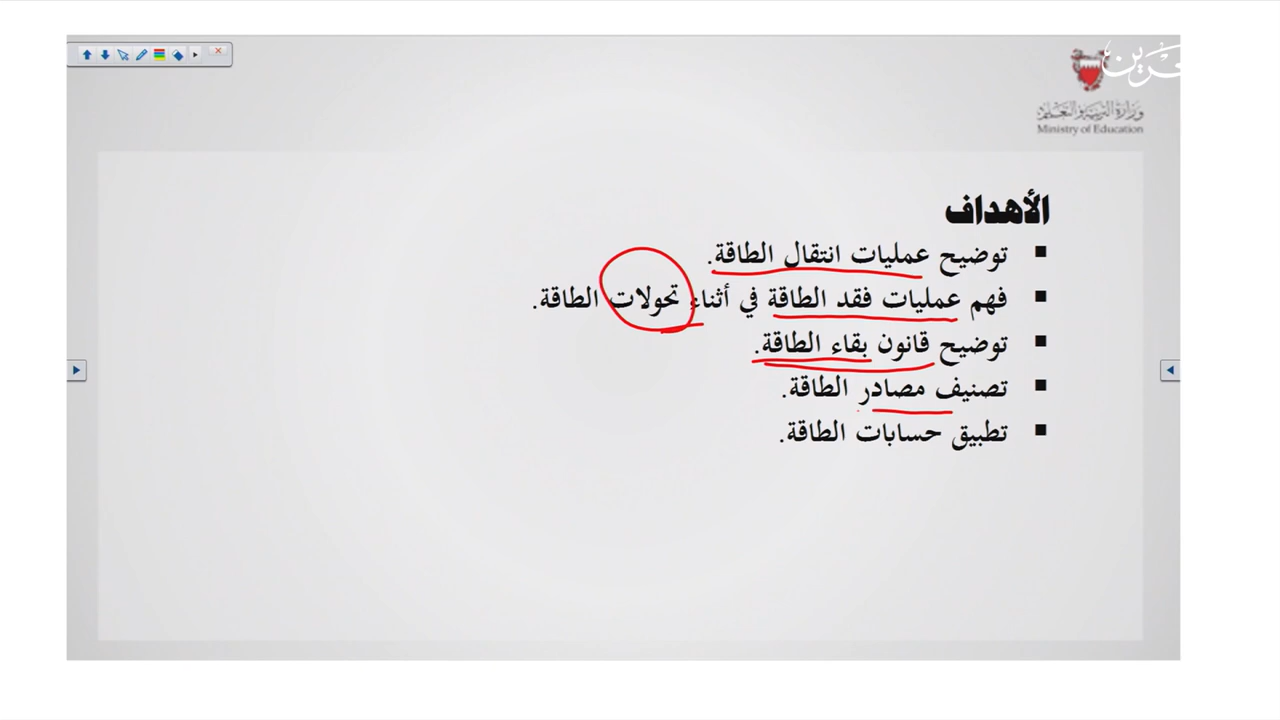 وزارة التربية والتعليم
Ministry of Education
الأهداف
▪ توضيح عمليات انتقال الطاقة.
▪ فهم عمليات فقد الطاقة في أثناء تحولات الطاقة.
▪ توضيح قانون بقاء الطاقة.
▪ تصنيف مصادر الطاقة.
▪ تطبيق حسابات الطاقة.